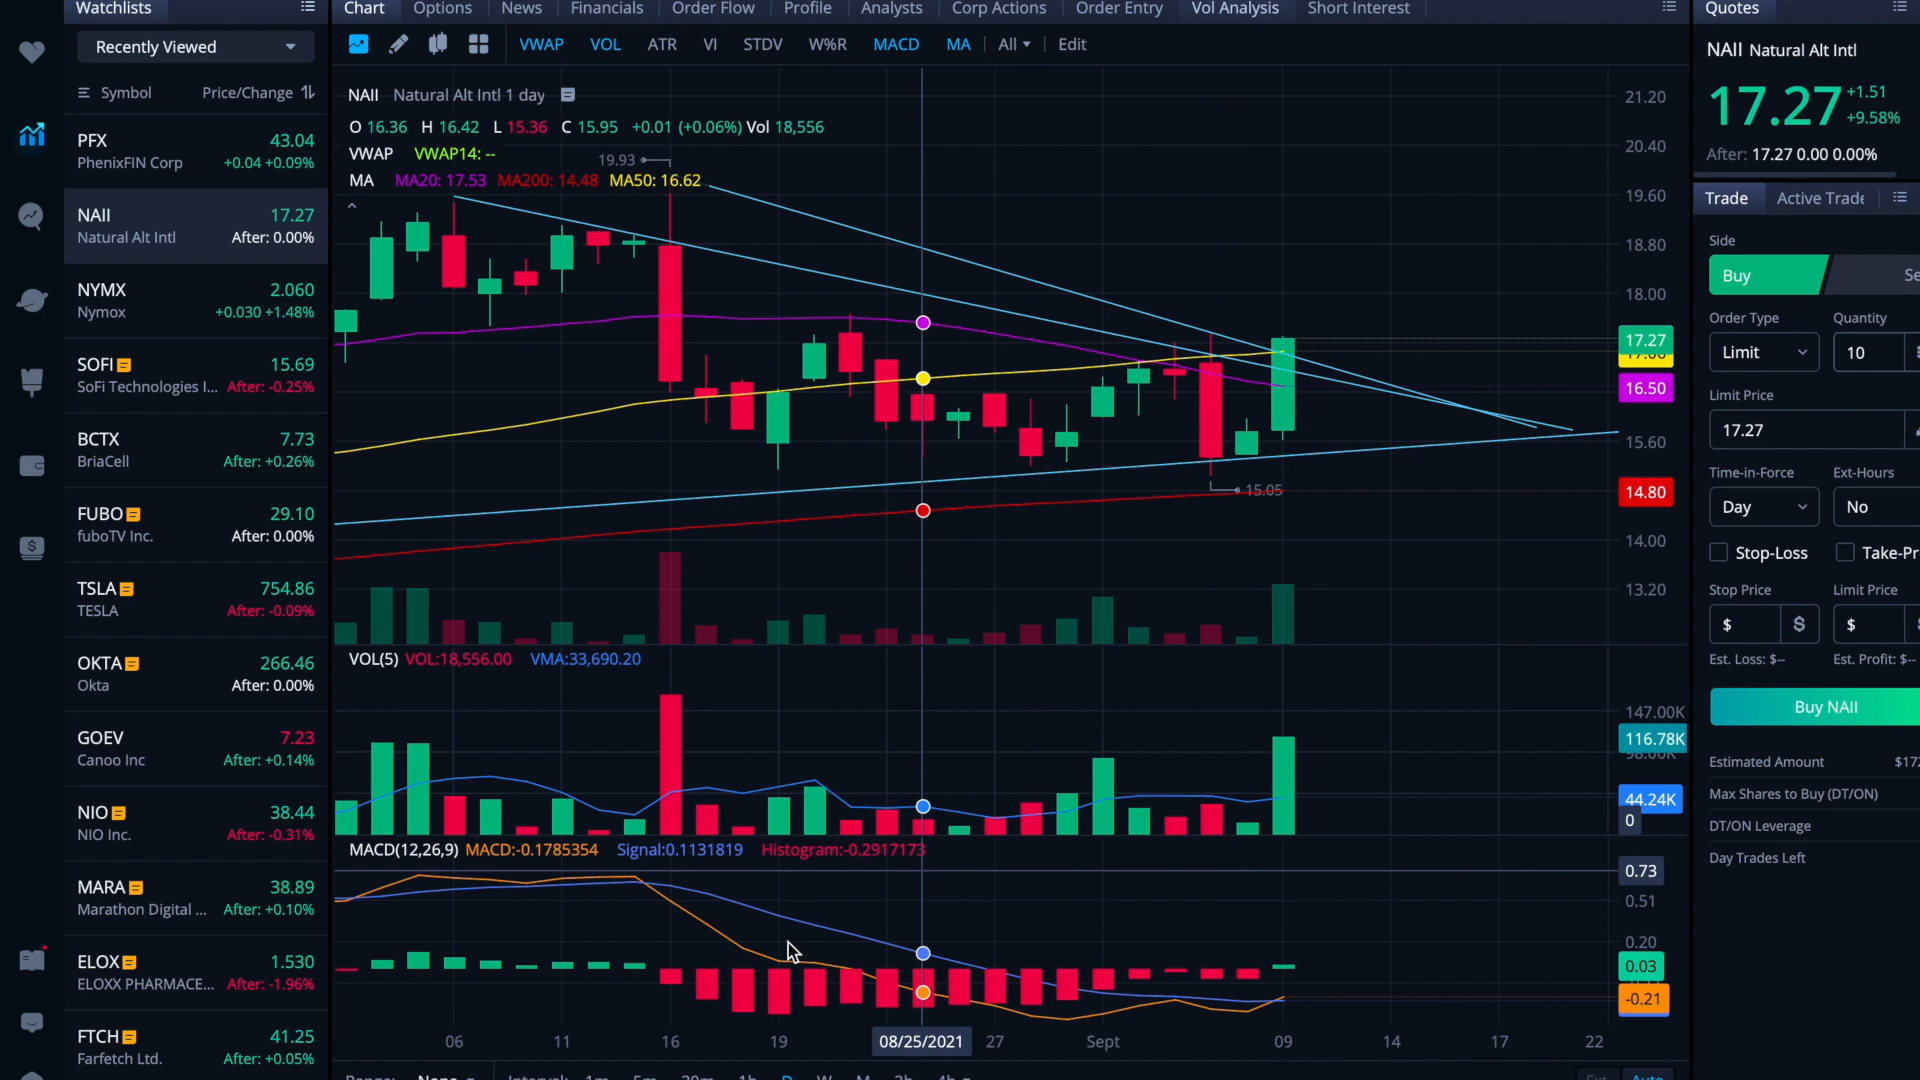 Watchlists
Recently Viewed
Symbol Price/Change
PFX 43.04
PhenixFIN Corp +0.04 +0.09%
NAII 17.27
Natural Alt Intl After: 0.00%
NYMX 2.060
Nymox +0.030 +1.48%
SOFI 15.69
SoFi Technologies I... After: -0.25%
BCTX 7.73
BriaCell After: +0.26%
FUBO 29.10
fuboTV Inc. After: 0.00%
TSLA 754.86
TESLA After: -0.09%
OKTA 266.46
Okta After: 0.00%
GOEV 7.23
Canoo Inc After: +0.14%
NIO 38.44
NIO Inc. After: -0.31%
MARA 38.89
Marathon Digital ... After: +0.10%
ELOX 1.530
ELOXX PHARMACE... After: -1.96%
FTCH 41.25
Farfetch Ltd. After: +0.05%
Chart Options News Financials Order Flow Profile Analysts Corp Actions Order Entry Vol Analysis Short Interest
VWAP VOL ATR VI STDV W%R MACD MA All Edit
NAII Natural Alt Intl 1 day
O 16.36 H 16.42 L 15.36 C 15.95 +0.01 (+0.06%) Vol 18,556
VWAP VWAP14: --
19.93
MA MA20: 17.53 MA200: 14.48 MA50: 16.62
15.05
21.20
20.40
19.60
18.80
18.00
17.27
16.50
15.60
14.80
14.00
13.20
VOL(5) VOL:18,556.00 VMA:33,690.20
147.00K
116.78K
44.24K
0
MACD(12,26,9) MACD:-0.1785354 Signal:0.1131819 Histogram:-0.2917173
0.73
0.51
0.20
0.03
-0.21
06 11 16 19 08/25/2021 27 Sept 09 14 17 22
Range: None Interval: 1m 5m 30m 1h D W M 2h 4h Ext Auto
Quotes
NAII Natural Alt Intl
17.27 +1.51
+9.58%
After: 17.27 0.00 0.00%
Trade Active Trade
Side
Buy Se
Order Type Quantity
Limit 10
Limit Price
17.27
Time-in-Force Ext-Hours
Day No
Stop-Loss Take-Pr
Stop Price Limit Price
$ $ $
Est. Loss: $-- Est. Profit: $--
Buy NAII
Estimated Amount $172
Max Shares to Buy (DT/ON)
DT/ON Leverage
Day Trades Left